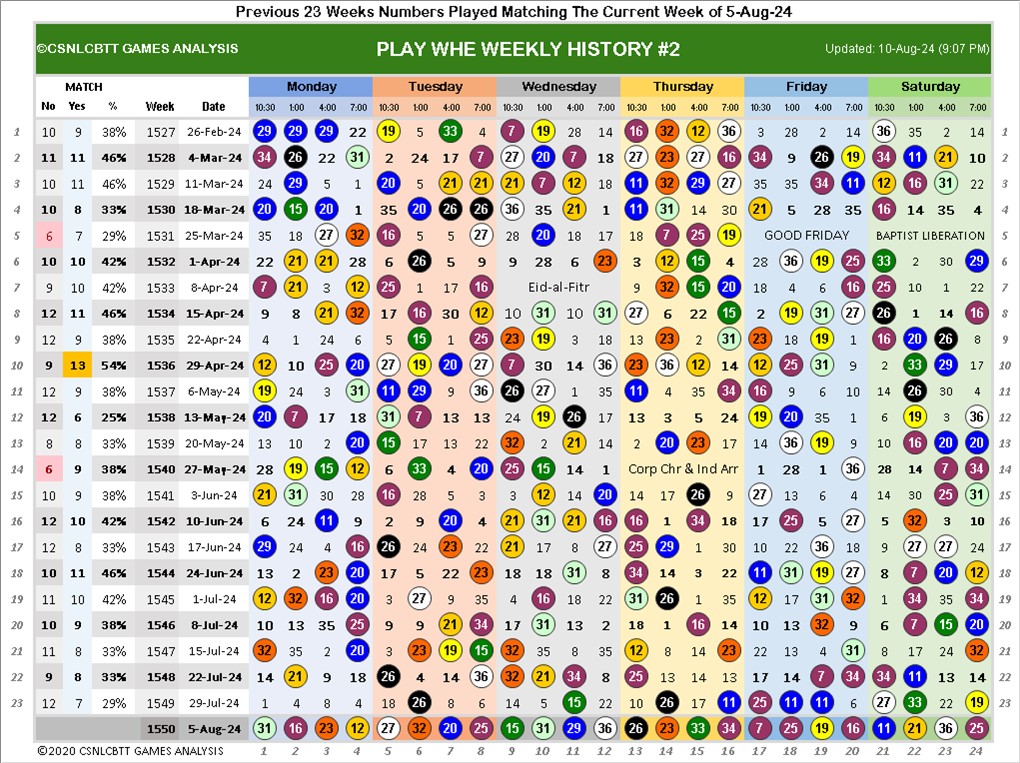 Previous 23 Weeks Numbers Played Matching The Current Week of 5-Aug-24
©CSNLCBTT GAMES ANALYSIS PLAY WHE WEEKLY HISTORY #2 Updated: 10-Aug-24 (9:07 PM)
MATCH Monday Tuesday Wednesday Thursday Friday Saturday
No Yes % Week Date 10:30 1:00 4:00 7:00 10:30 1:00 4:00 7:00 10:30 1:00 4:00 7:00 10:30 1:00 4:00 7:00 10:30 1:00 4:00 7:00 10:30 1:00 4:00 7:00
1 10 9 38% 1527 26-Feb-24 29 29 29 22 19 5 33 4 7 19 28 14 16 32 12 36 3 28 2 14 36 35 2 14 1
2 11 11 46% 1528 4-Mar-24 34 26 22 31 2 24 17 7 27 20 7 18 27 23 27 16 34 9 26 19 34 11 21 10 2
3 10 11 46% 1529 11-Mar-24 24 29 5 1 20 5 21 21 21 7 12 18 11 32 29 27 35 35 34 11 12 16 31 22 3
4 10 8 33% 1530 18-Mar-24 20 15 20 1 35 20 26 26 36 35 21 1 11 31 14 30 21 5 28 35 16 14 35 4 4
5 6 7 29% 1531 25-Mar-24 35 18 27 32 16 5 5 27 28 20 18 17 18 7 25 19 GOOD FRIDAY BAPTIST LIBERATION 5
6 10 10 42% 1532 1-Apr-24 22 21 21 28 6 26 5 9 9 28 6 23 3 12 15 4 28 36 19 25 33 2 30 29 6
7 9 10 42% 1533 8-Apr-24 7 21 3 12 25 1 17 16 Eid-al-Fitr 9 32 15 20 18 4 6 16 25 10 1 22 7
8 12 11 46% 1534 15-Apr-24 9 8 21 32 17 16 30 12 10 31 10 31 27 6 22 15 2 19 31 27 26 1 14 16 8
9 12 9 38% 1535 22-Apr-24 4 1 24 6 5 15 1 25 23 19 3 18 13 23 2 31 23 18 19 1 16 20 26 8 9
10 9 13 54% 1536 29-Apr-24 12 10 25 20 27 19 20 27 7 30 14 36 23 36 12 14 12 25 31 9 2 33 29 17 10
11 12 9 38% 1537 6-May-24 19 24 3 31 11 29 9 36 26 27 1 35 11 4 35 34 16 9 18 6 11 26 30 4 11
12 12 6 25% 1538 13-May-24 20 7 17 18 31 7 13 13 24 19 26 17 13 3 5 24 19 20 35 1 6 19 3 36 12
13 8 8 33% 1539 20-May-24 13 10 2 20 15 17 13 22 32 2 21 14 2 20 23 17 14 36 19 9 10 16 20 20 13
14 6 9 38% 1540 27-May-24 28 19 15 12 6 33 4 20 25 15 14 1 Corp Chr & Ind Arr 1 28 1 36 28 14 7 34 14
15 10 9 38% 1541 3-Jun-24 21 31 30 28 16 28 5 3 3 12 14 20 14 17 26 9 27 13 6 4 14 30 25 31 15
16 12 10 42% 1542 10-Jun-24 6 24 11 9 2 9 20 4 21 31 21 16 16 1 34 18 17 25 5 27 5 32 3 10 16
17 12 8 33% 1543 17-Jun-24 29 24 4 16 26 24 23 22 21 17 8 27 25 29 1 30 10 22 36 18 9 27 27 24 17
18 10 11 46% 1544 24-Jun-24 13 2 23 20 17 5 22 23 18 18 31 8 34 14 3 22 11 31 19 27 8 7 20 12 18
19 11 10 42% 1545 1-Jul-24 12 32 16 20 3 27 9 35 4 16 18 22 31 26 1 35 12 17 31 32 1 34 35 34 19
20 10 9 38% 1546 8-Jul-24 10 13 35 25 9 9 21 34 17 31 13 2 18 1 16 14 10 13 32 9 6 7 15 20 20
21 11 8 33% 1547 15-Jul-24 32 35 2 20 3 23 19 15 32 35 8 35 12 8 14 23 22 13 4 31 8 17 24 32 21
22 9 8 33% 1548 22-Jul-24 14 21 9 18 26 4 14 36 32 21 34 8 25 13 14 13 17 14 7 34 34 11 13 14 22
23 12 7 29% 1549 29-Jul-24 1 4 8 4 18 26 6 8 14 5 15 22 10 26 17 11 25 11 11 6 27 33 22 19 23
1550 5-Aug-24 31 16 23 12 27 32 20 25 15 31 29 36 26 23 33 34 7 25 19 16 11 21 36 25
©2020 CSNLCBTT GAMES ANALYSIS 1 2 3 4 5 6 7 8 9 10 11 12 13 14 15 16 17 18 19 20 21 22 23 24